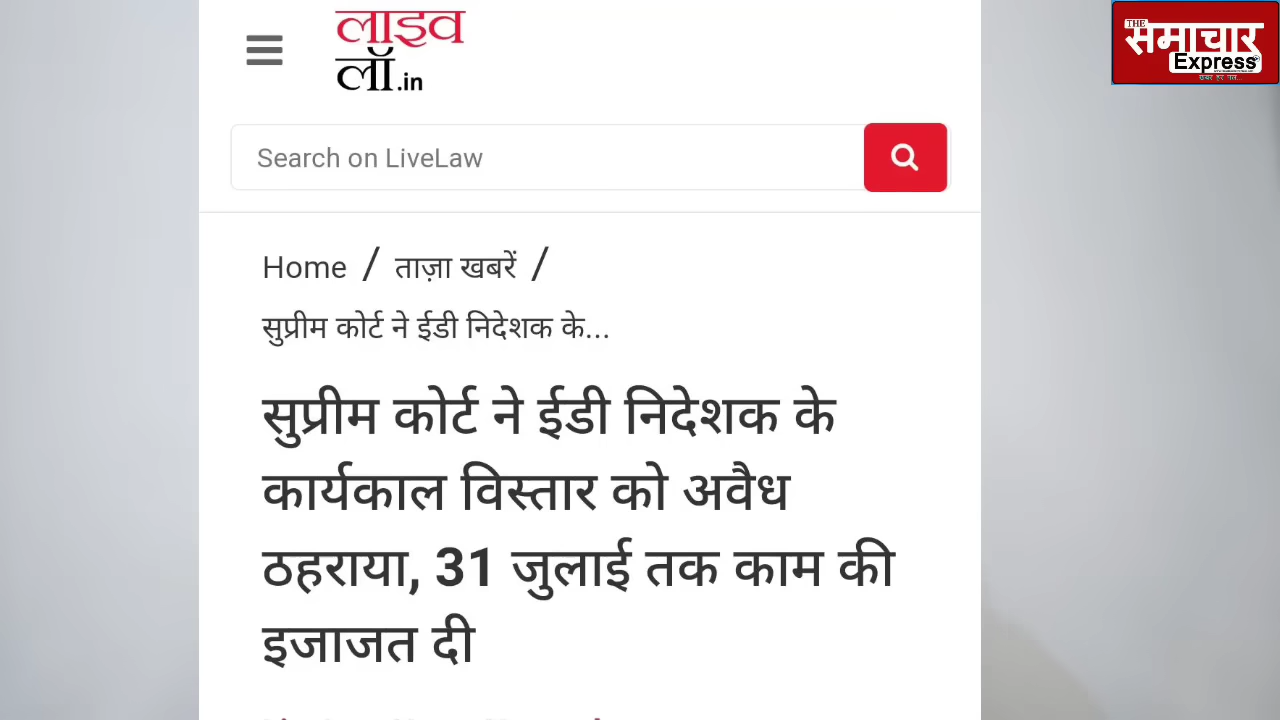 लाइव
लॉ.in
THE
समाचार
Express
Search on LiveLaw
Home / ताज़ा खबरें /
सुप्रीम कोर्ट ने ईडी निदेशक के...
सुप्रीम कोर्ट ने ईडी निदेशक के
कार्यकाल विस्तार को अवैध
ठहराया, 31 जुलाई तक काम की
इजाजत दी